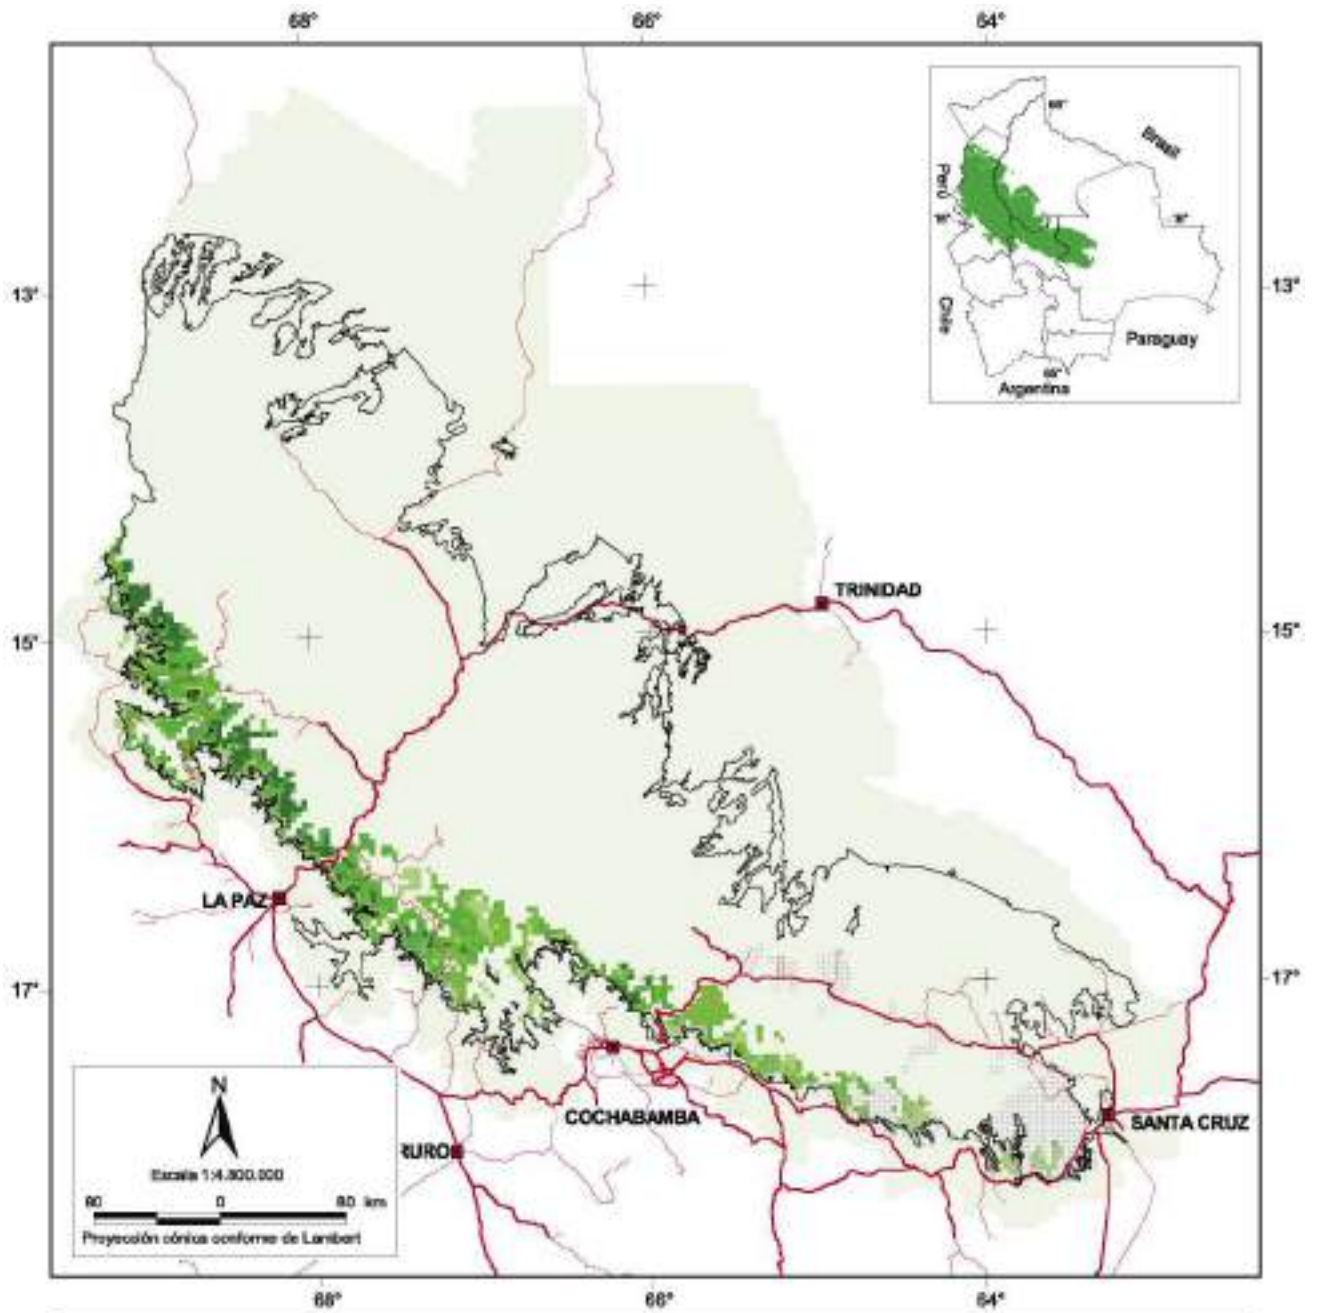 68°
66°
64°
Brasil
Perú
Chile
Paraguay
Argentina
13°
13°
TRINIDAD
15°
15°
LA PAZ
17°
17°
N
Escala 1:4.800.000
80 0 80 km
Proyección cónica conforme de Lambert
COCHABAMBA
RURO
SANTA CRUZ
68°
66°
64°